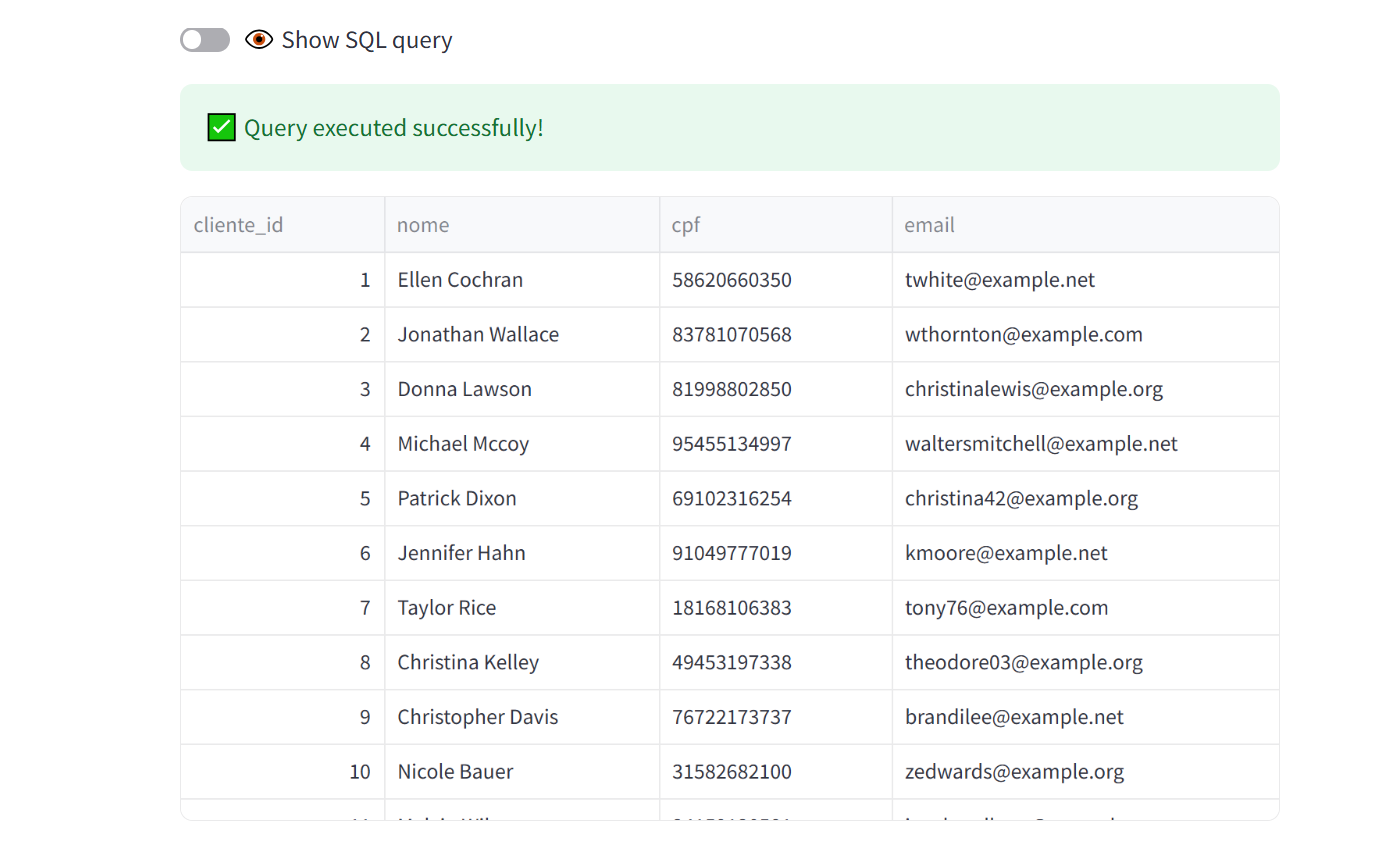 Show SQL query
Query executed successfully!
cliente_id nome cpf email
1 Ellen Cochran 58620660350 twhite@example.net
2 Jonathan Wallace 83781070568 wthornton@example.com
3 Donna Lawson 81998802850 christinalewis@example.org
4 Michael Mccoy 95455134997 waltersmitchell@example.net
5 Patrick Dixon 69102316254 christina42@example.org
6 Jennifer Hahn 91049777019 kmoore@example.net
7 Taylor Rice 18168106383 tony76@example.com
8 Christina Kelley 49453197338 theodore03@example.org
9 Christopher Davis 76722173737 brandilee@example.net
10 Nicole Bauer 31582682100 zedwards@example.org